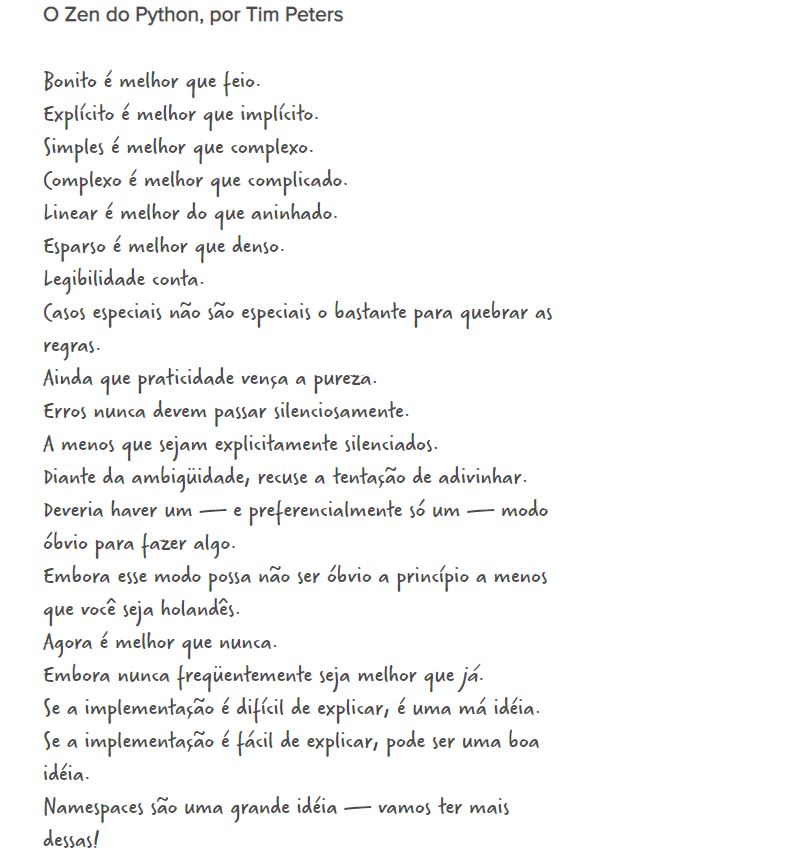 O Zen do Python, por Tim Peters
Bonito é melhor que feio.
Explícito é melhor que implícito.
Simples é melhor que complexo.
Complexo é melhor que complicado.
Linear é melhor do que aninhado.
Esparso é melhor que denso.
Legibilidade conta.
Casos especiais não são especiais o bastante para quebrar as
regras.
Ainda que praticidade vença a pureza.
Erros nunca devem passar silenciosamente.
A menos que sejam explicitamente silenciados.
Diante da ambigüidade, recuse a tentação de adivinhar.
Deveria haver um — e preferencialmente só um — modo
óbvio para fazer algo.
Embora esse modo possa não ser óbvio a princípio a menos
que você seja holandês.
Agora é melhor que nunca.
Embora nunca freqüentemente seja melhor que já.
Se a implementação é difícil de explicar, é uma má idéia.
Se a implementação é fácil de explicar, pode ser uma boa
idéia.
Namespaces são uma grande idéia — vamos ter mais
dessas!